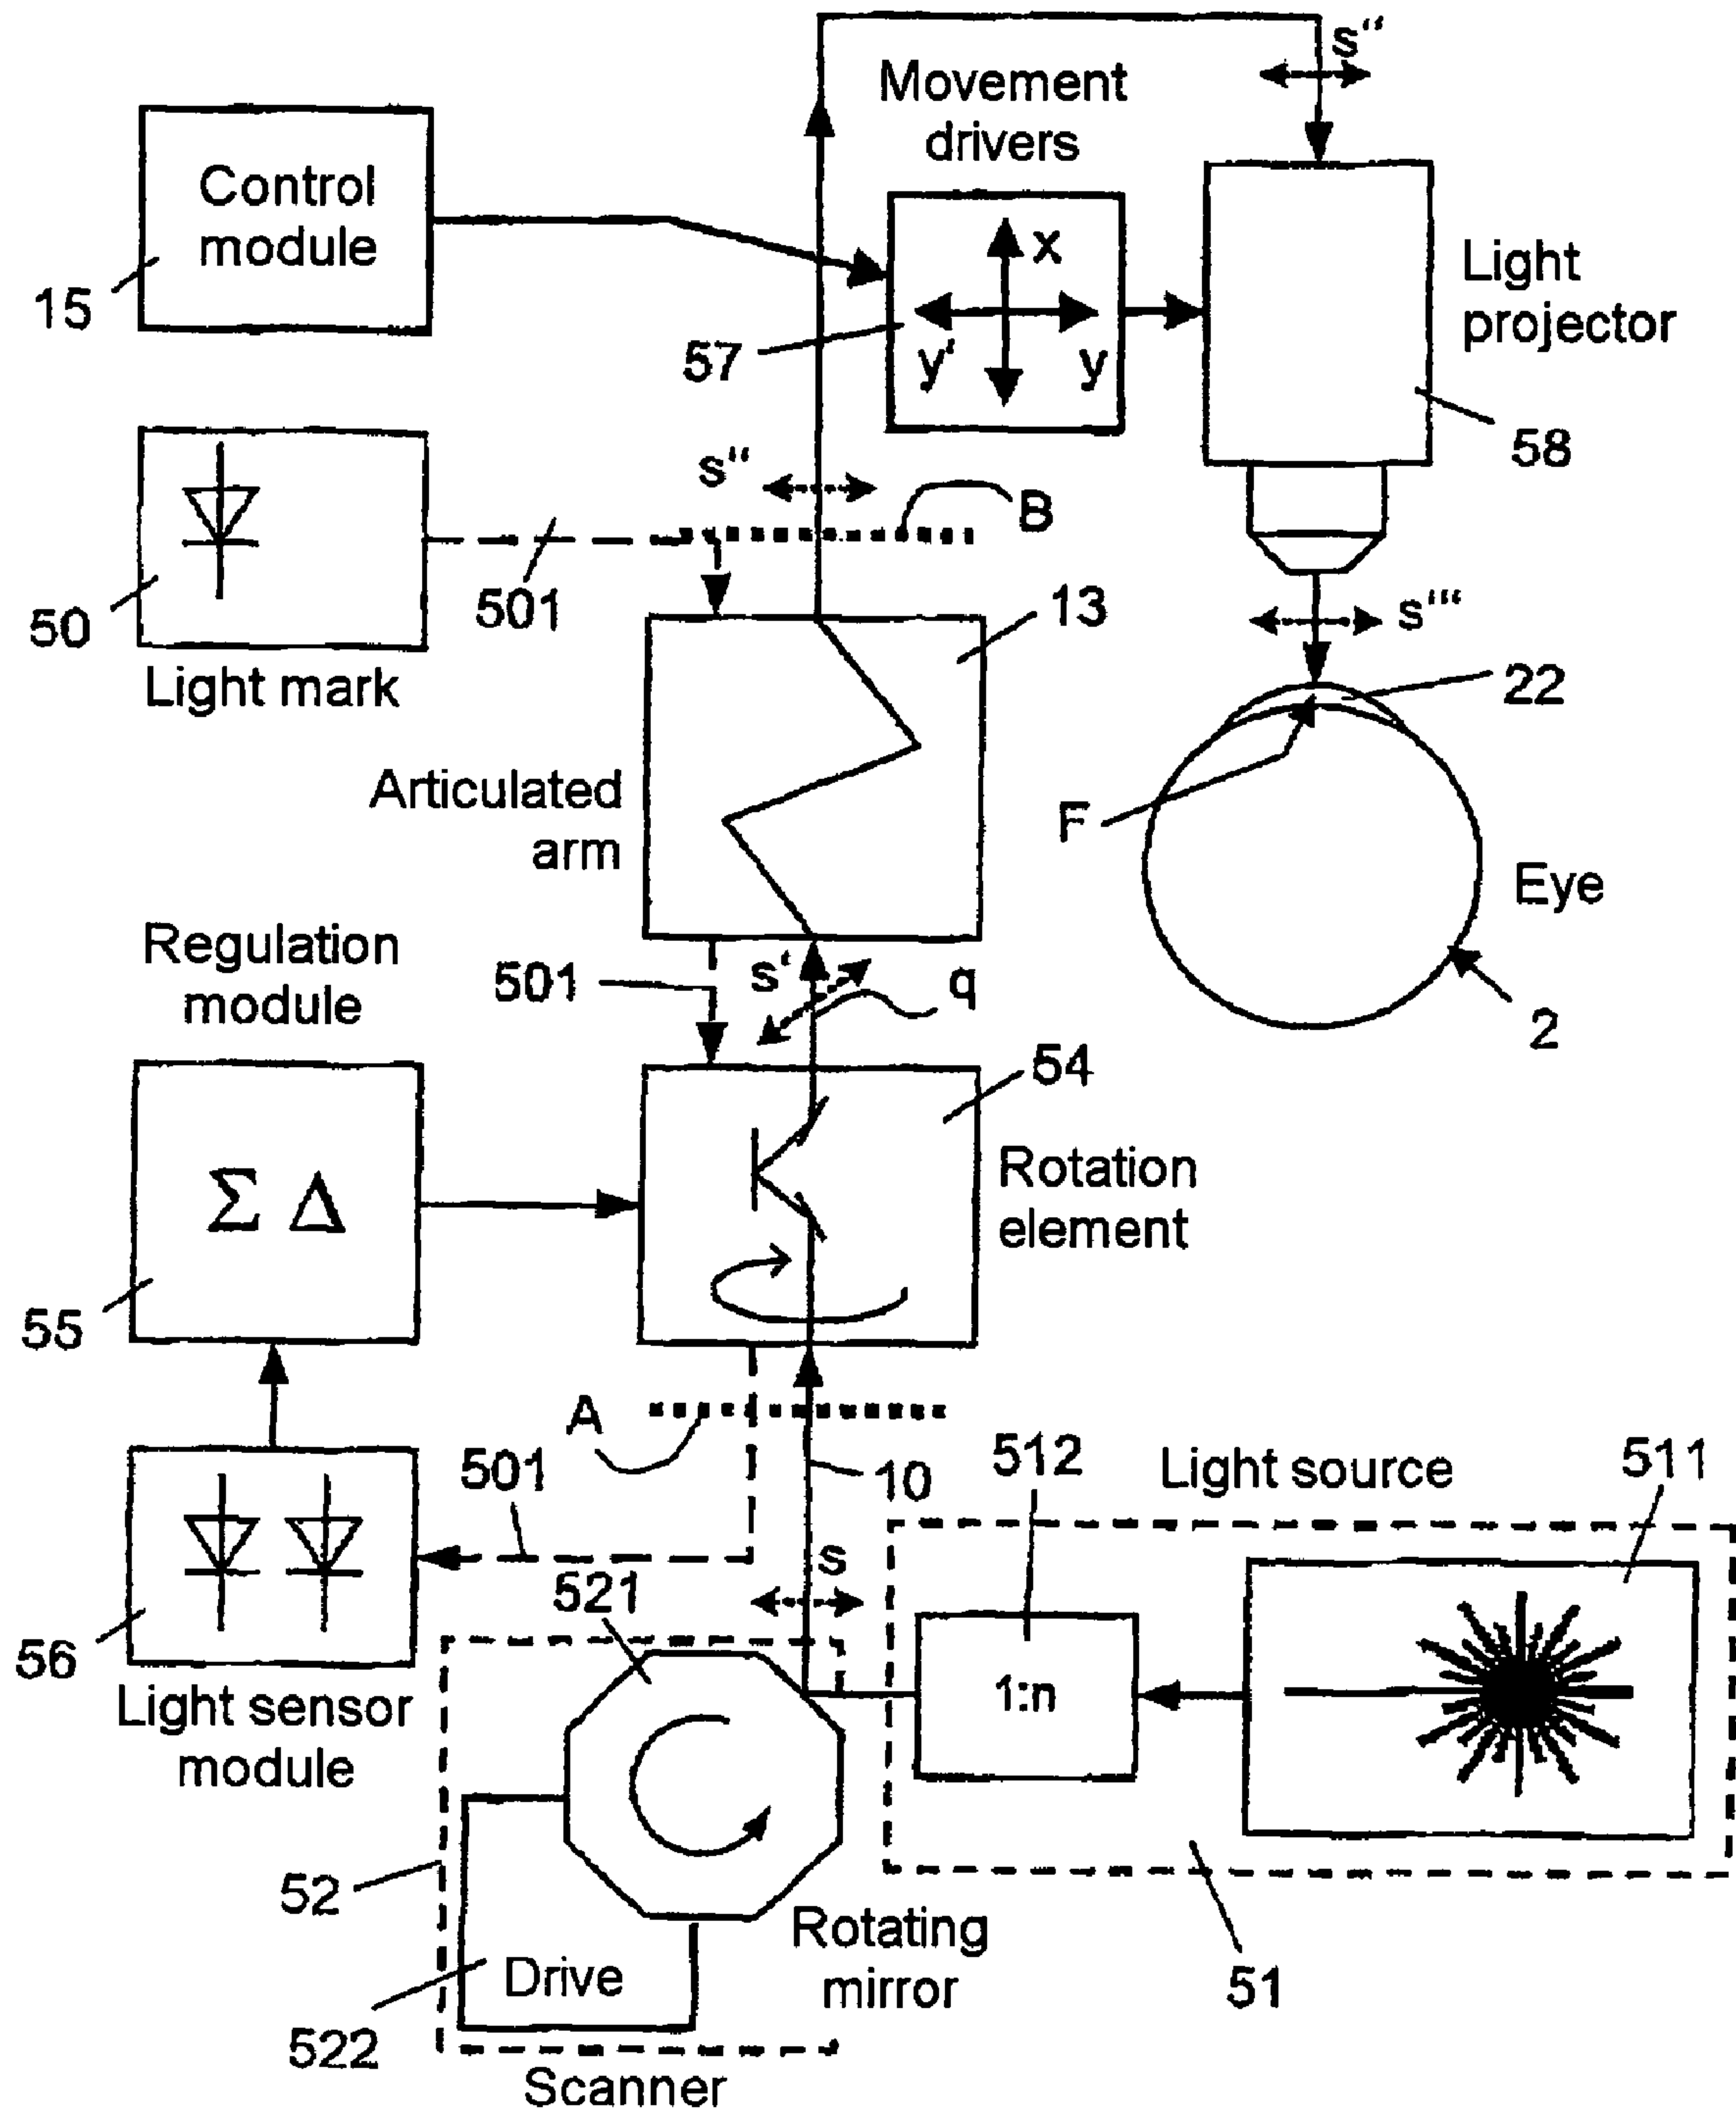 s"
Movement
drivers
Control
module
15
x
y'
y
57
Light
projector
58
s"
B
50
501
Light mark
13
s'''
22
F
Articulated
arm
Eye
2
Regulation
module
501
s'
q
54
Σ Δ
55
Rotation
element
A
10
501
512
Light source
511
s
521
56
1:n
Light sensor
module
52
Rotating
mirror
51
Drive
522
Scanner